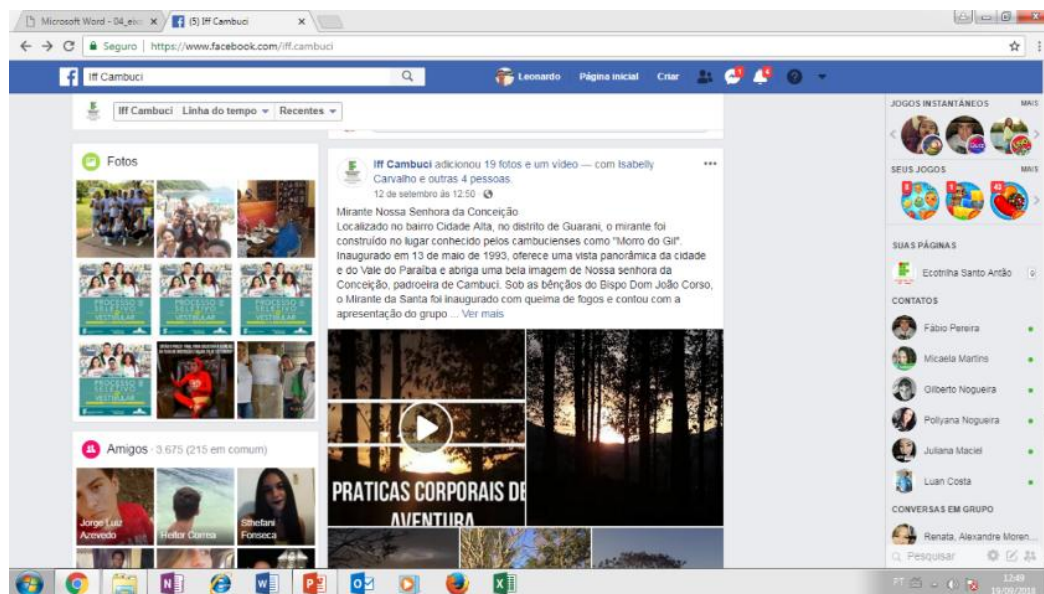 Microsoft Word - 04_eixo
(5) Iff Cambuci
Seguro | https://www.facebook.com/iff.cambuci
Iff Cambuci
Leonardo Página inicial Criar
Iff Cambuci Linha do tempo Recentes
Fotos
PROCESSO SELETIVO
VESTIBULAR
Amigos · 3.675 (215 em comum)
Jorge Luiz Azevedo
Heitor Correa
Sthefani Fonseca
Iff Cambuci adicionou 19 fotos e um vídeo — com Isabelly
Carvalho e outras 4 pessoas.
12 de setembro às 12:50
Mirante Nossa Senhora da Conceição
Localizado no bairro Cidade Alta, no distrito de Guarani, o mirante foi
construído no lugar conhecido pelos cambucienses como "Morro do Gil".
Inaugurado em 13 de maio de 1993, oferece uma vista panorâmica da cidade
e do Vale do Paraíba e abriga uma bela imagem de Nossa senhora da
Conceição, padroeira de Cambuci. Sob as bênçãos do Bispo Dom João Corso,
o Mirante da Santa foi inaugurado com queima de fogos e contou com a
apresentação do grupo ... Ver mais
PRATICAS CORPORAIS DE
AVENTURA
JOGOS INSTANTÂNEOS MAIS
SEUS JOGOS MAIS
SUAS PÁGINAS
Ecotrilha Santo Antão
CONTATOS
Fábio Pereira
Micaela Martins
Gilberto Nogueira
Pollyana Nogueira
Juliana Maciel
Luan Costa
CONVERSAS EM GRUPO
Renata, Alexandre Moren...
Pesquisar
PT
12:49
19/09/2018